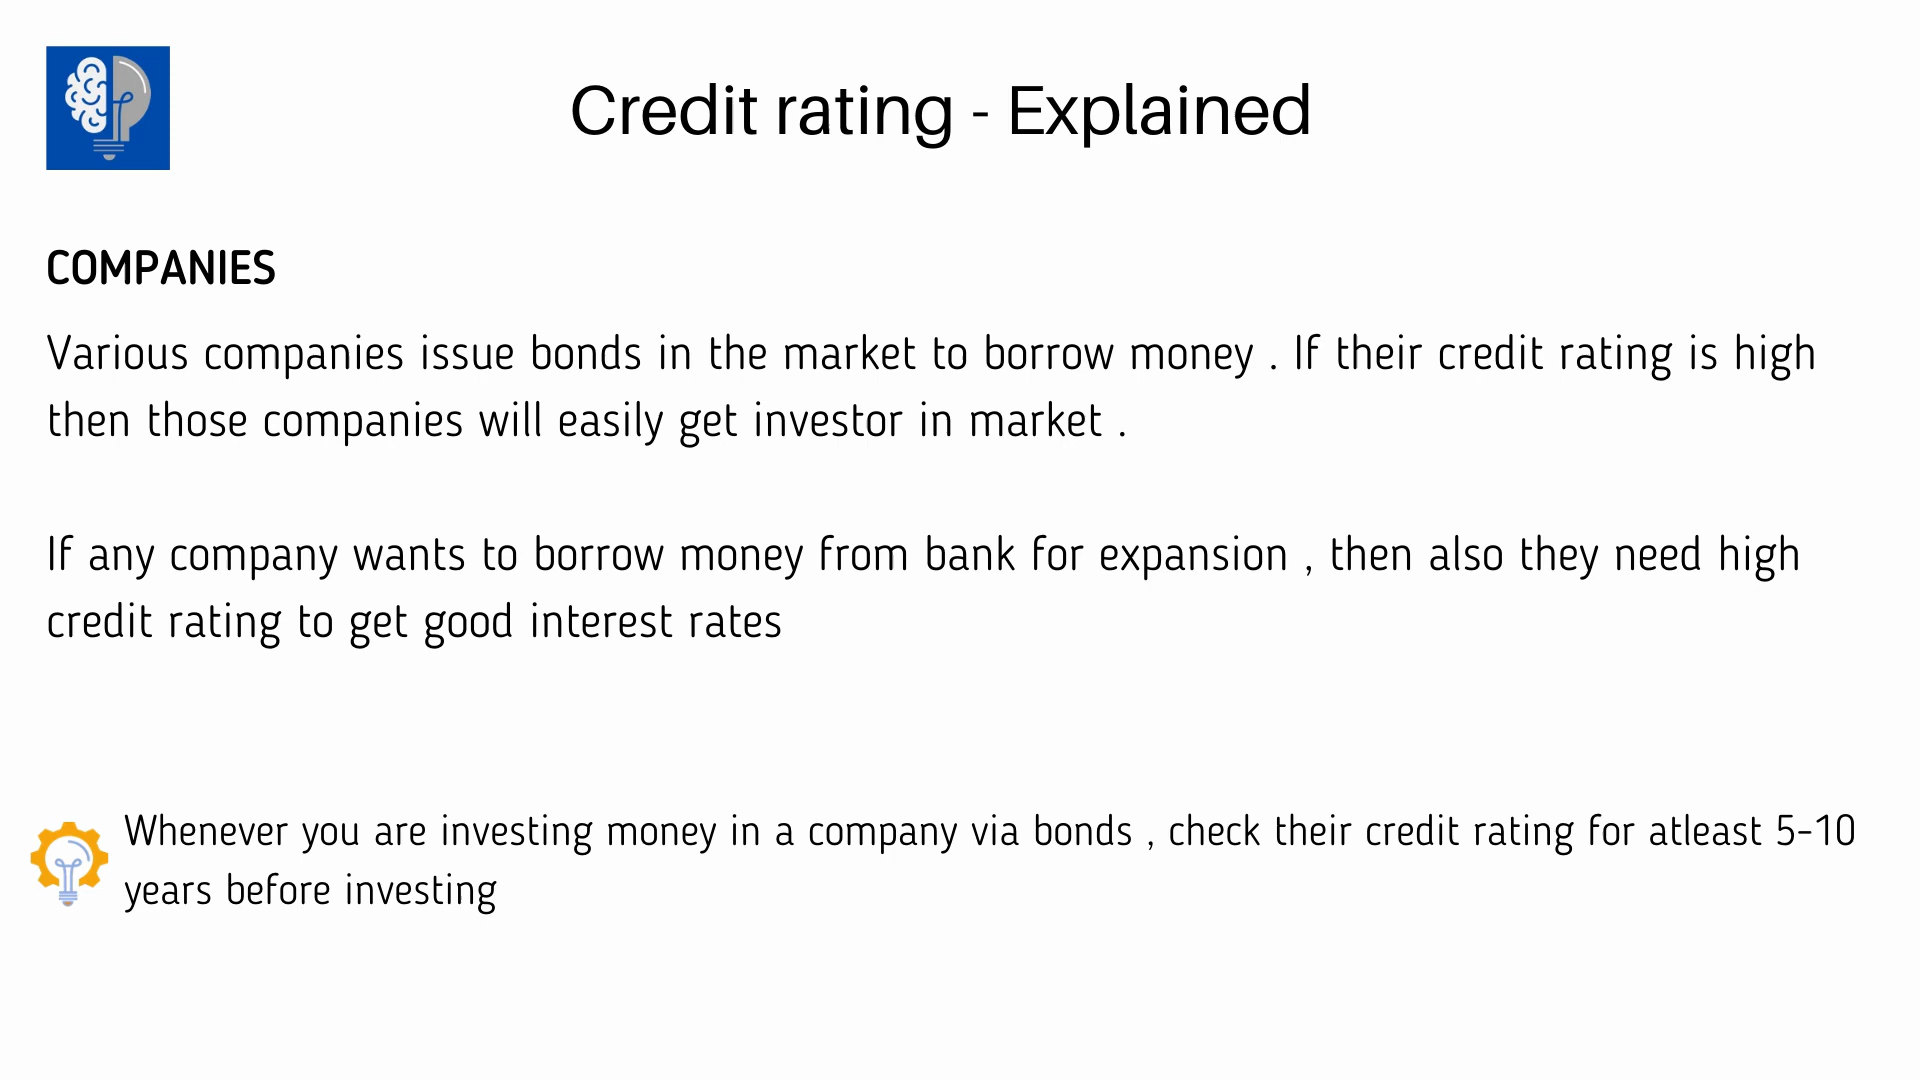 Credit rating - Explained
COMPANIES
Various companies issue bonds in the market to borrow money . If their credit rating is high
then those companies will easily get investor in market .
If any company wants to borrow money from bank for expansion , then also they need high
credit rating to get good interest rates
Whenever you are investing money in a company via bonds , check their credit rating for atleast 5-10
years before investing